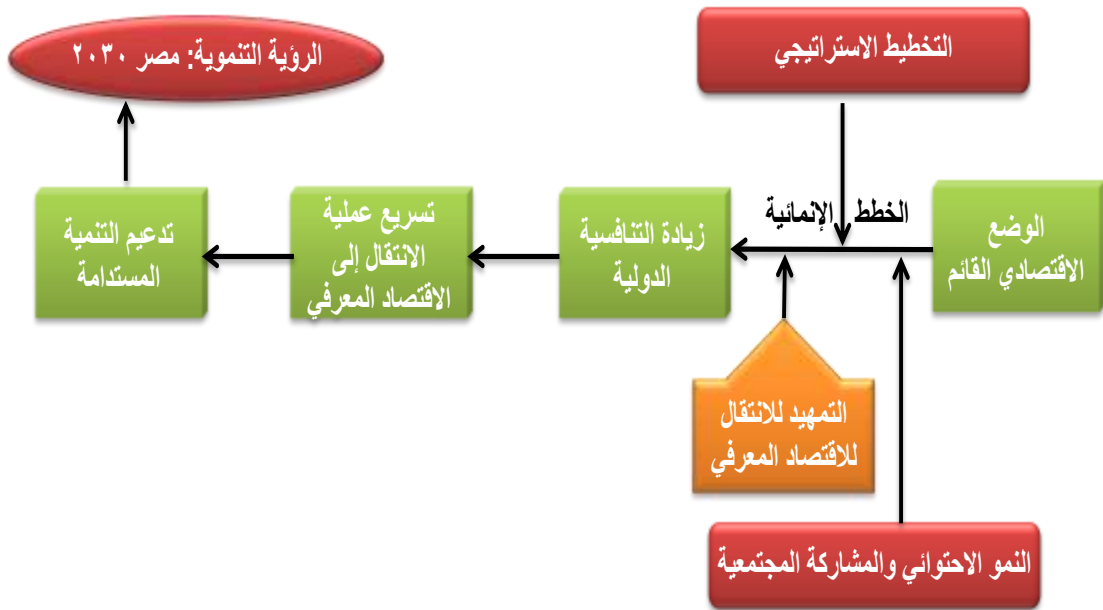 التخطيط الاستراتيجي
الرؤية التنموية: مصر ٢٠٣٠
الوضع
الاقتصادي القائم
الخطط الإنمائية
زيادة التنافسية
الدولية
تسريع عملية
الانتقال إلى
الاقتصاد المعرفي
تدعيم التنمية
المستدامة
التمهيد للانتقال
للاقتصاد المعرفي
النمو الاحتوائي والمشاركة المجتمعية